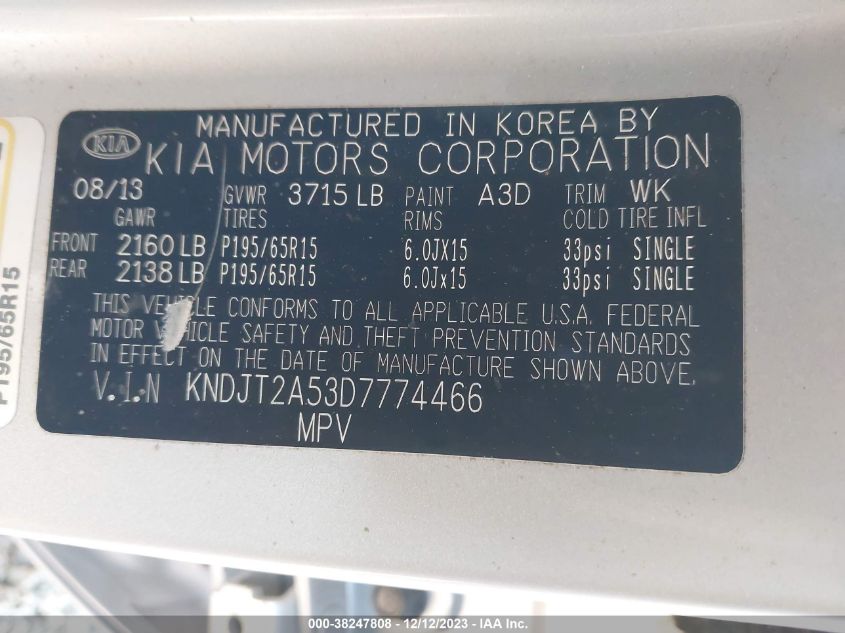 MANUFACTURED IN KOREA BY
KIA KIA MOTORS CORPORATION
08/13 GVWR 3715 LB PAINT A3D TRIM WK
GAWR TIRES RIMS COLD TIRE INFL
FRONT 2160 LB P195/65R15 6.0JX15 33psi SINGLE
REAR 2138 LB P195/65R15 6.0Jx15 33psi SINGLE
THIS VEHICLE CONFORMS TO ALL APPLICABLE U.S.A. FEDERAL
MOTOR VEHICLE SAFETY AND THEFT PREVENTION STANDARDS
IN EFFECT ON THE DATE OF MANUFACTURE SHOWN ABOVE.
V.I.N KNDJT2A53D7774466
MPV
P195/65R15
000-38247808 - 12/12/2023 - IAA Inc.